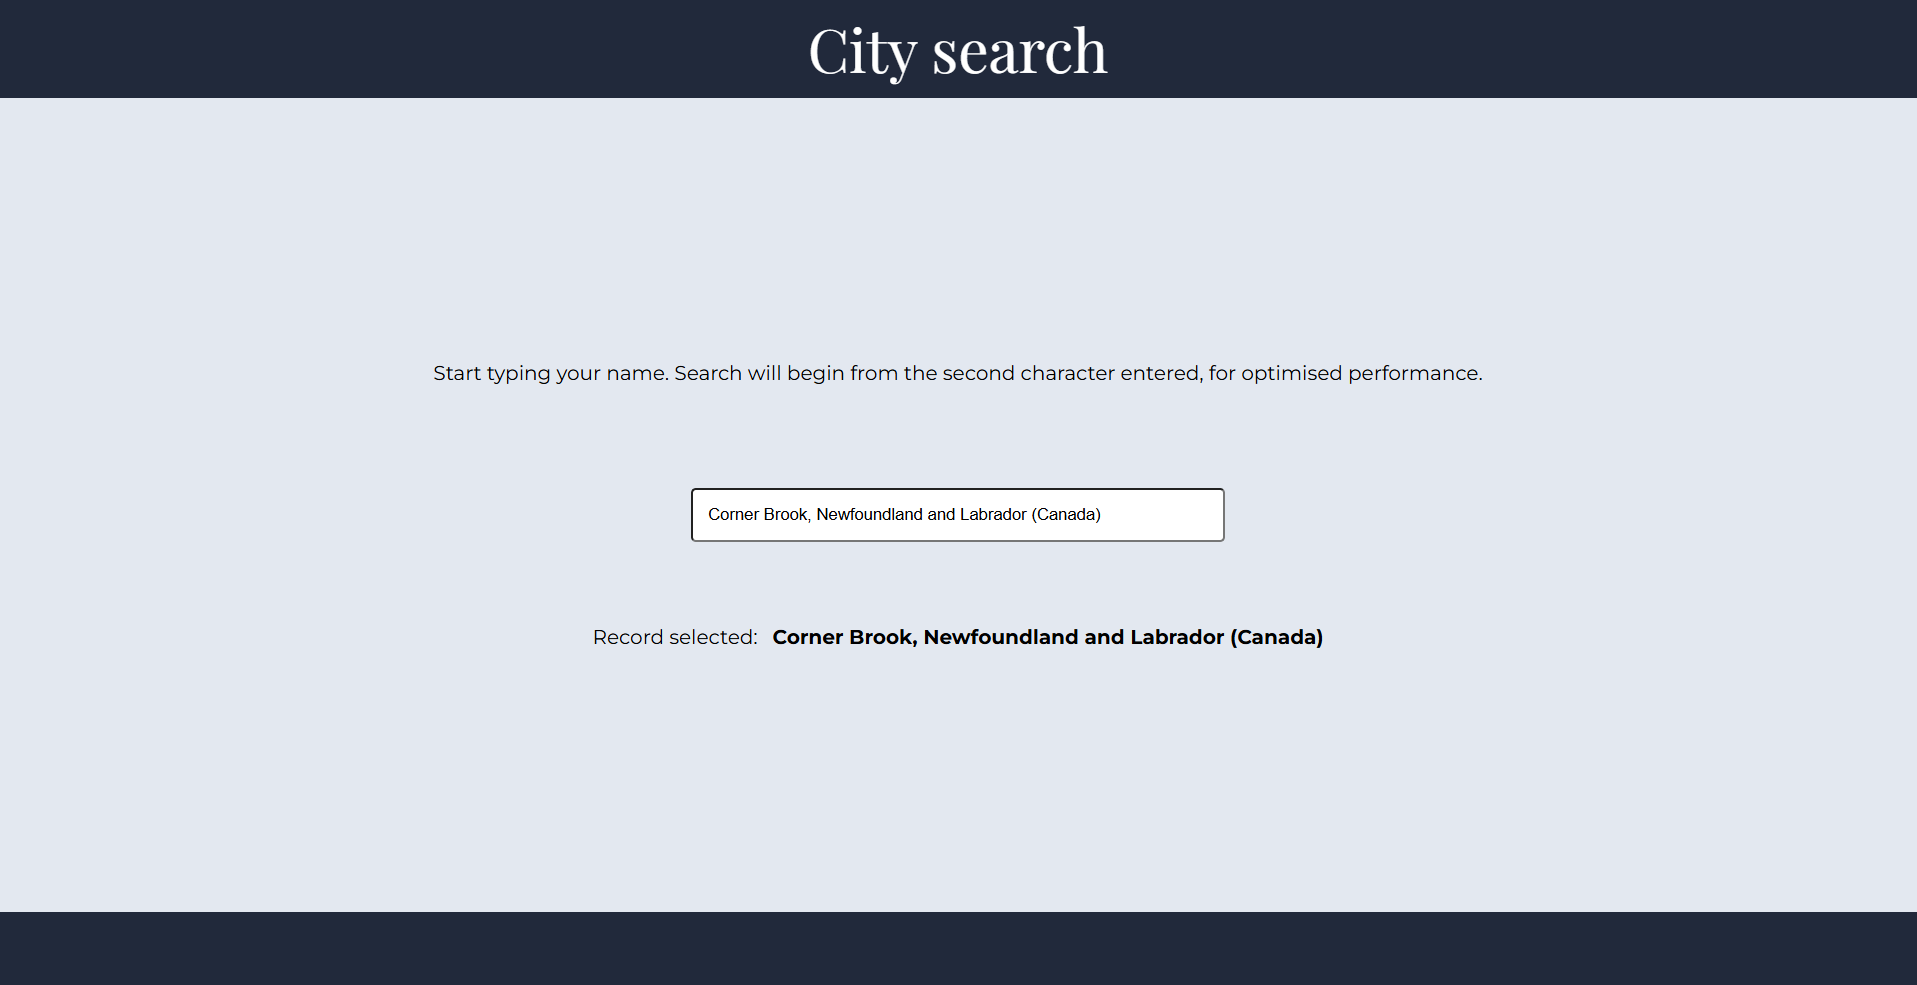 City search
Start typing your name. Search will begin from the second character entered, for optimised performance.
Corner Brook, Newfoundland and Labrador (Canada)
Record selected: Corner Brook, Newfoundland and Labrador (Canada)